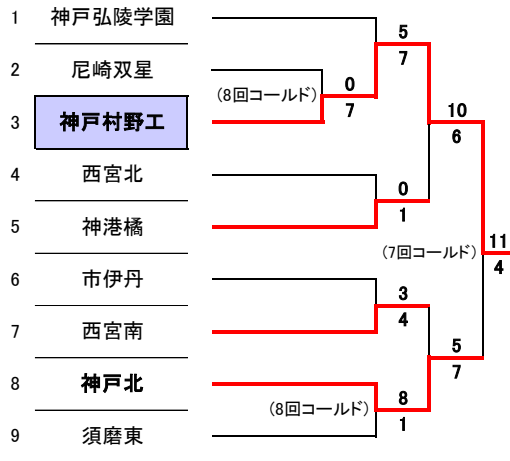 1 神戸弘陵学園
2 尼崎双星
3 神戸村野工
4 西宮北
5 神港橘
6 市伊丹
7 西宮南
8 神戸北
9 須磨東
5
7
(8回コールド)
0
7
10
6
0
1
(7回コールド)
11
4
3
4
5
7
(8回コールド)
8
1